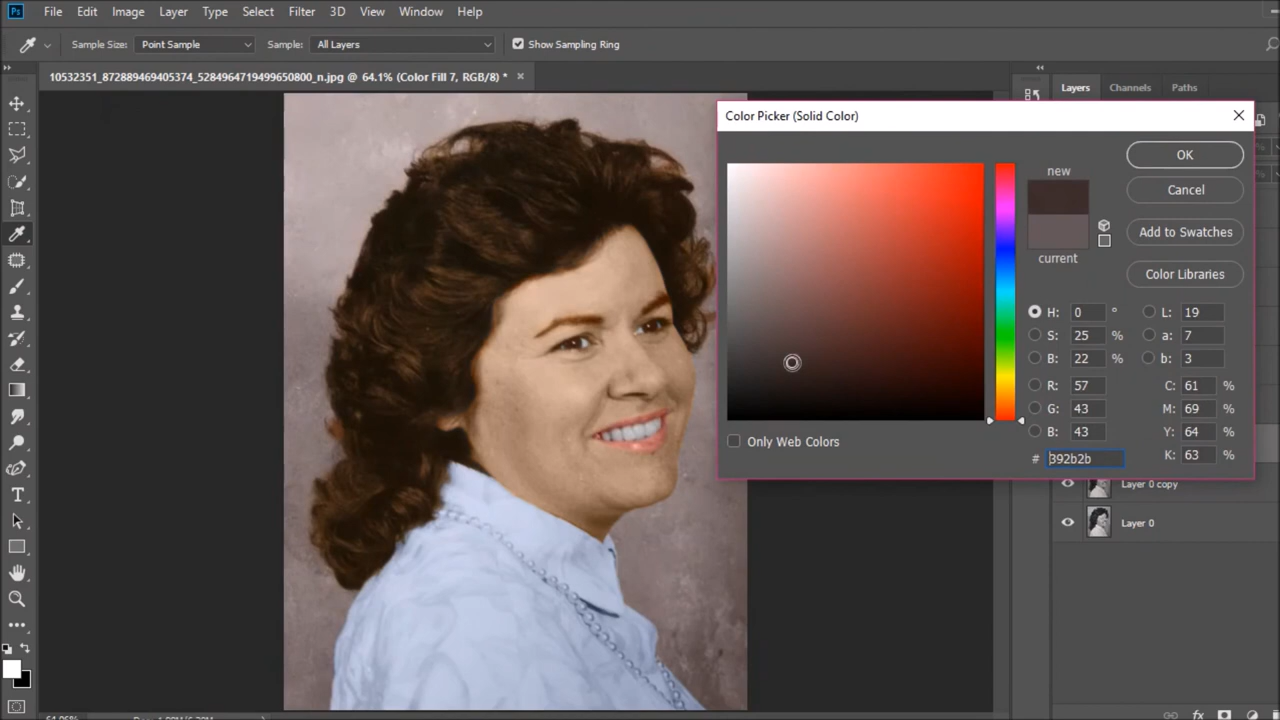 Ps File Edit Image Layer Type Select Filter 3D View Window Help
Sample Size: Point Sample Sample: All Layers Show Sampling Ring
10532351_872889469405374_5284964719499650800_n.jpg @ 64.1% (Color Fill 7, RGB/8) *
Layers Channels Paths
Color Picker (Solid Color)
new
current
OK
Cancel
Add to Swatches
Color Libraries
H: 0 ° L: 19
S: 25 % a: 7
B: 22 % b: 3
R: 57 C: 61 %
G: 43 M: 69 %
B: 43 Y: 64 %
# 392b2b K: 63 %
Only Web Colors
Layer 0 copy
Layer 0
T